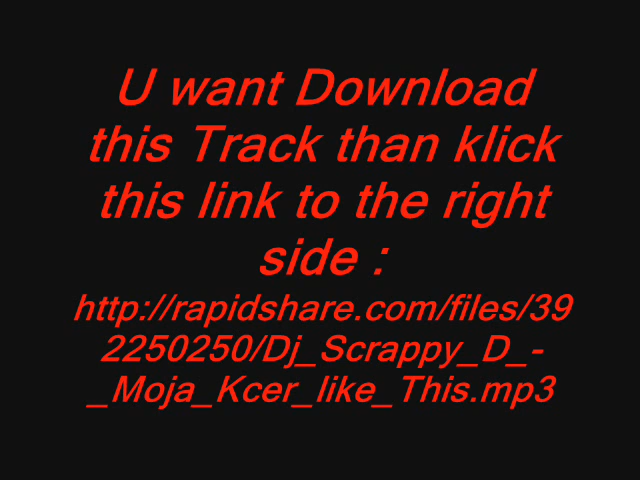 U want Download
this Track than klick
this link to the right
side :
http://rapidshare.com/files/39
2250250/Dj_Scrappy_D_-
_Moja_Kcer_like_This.mp3